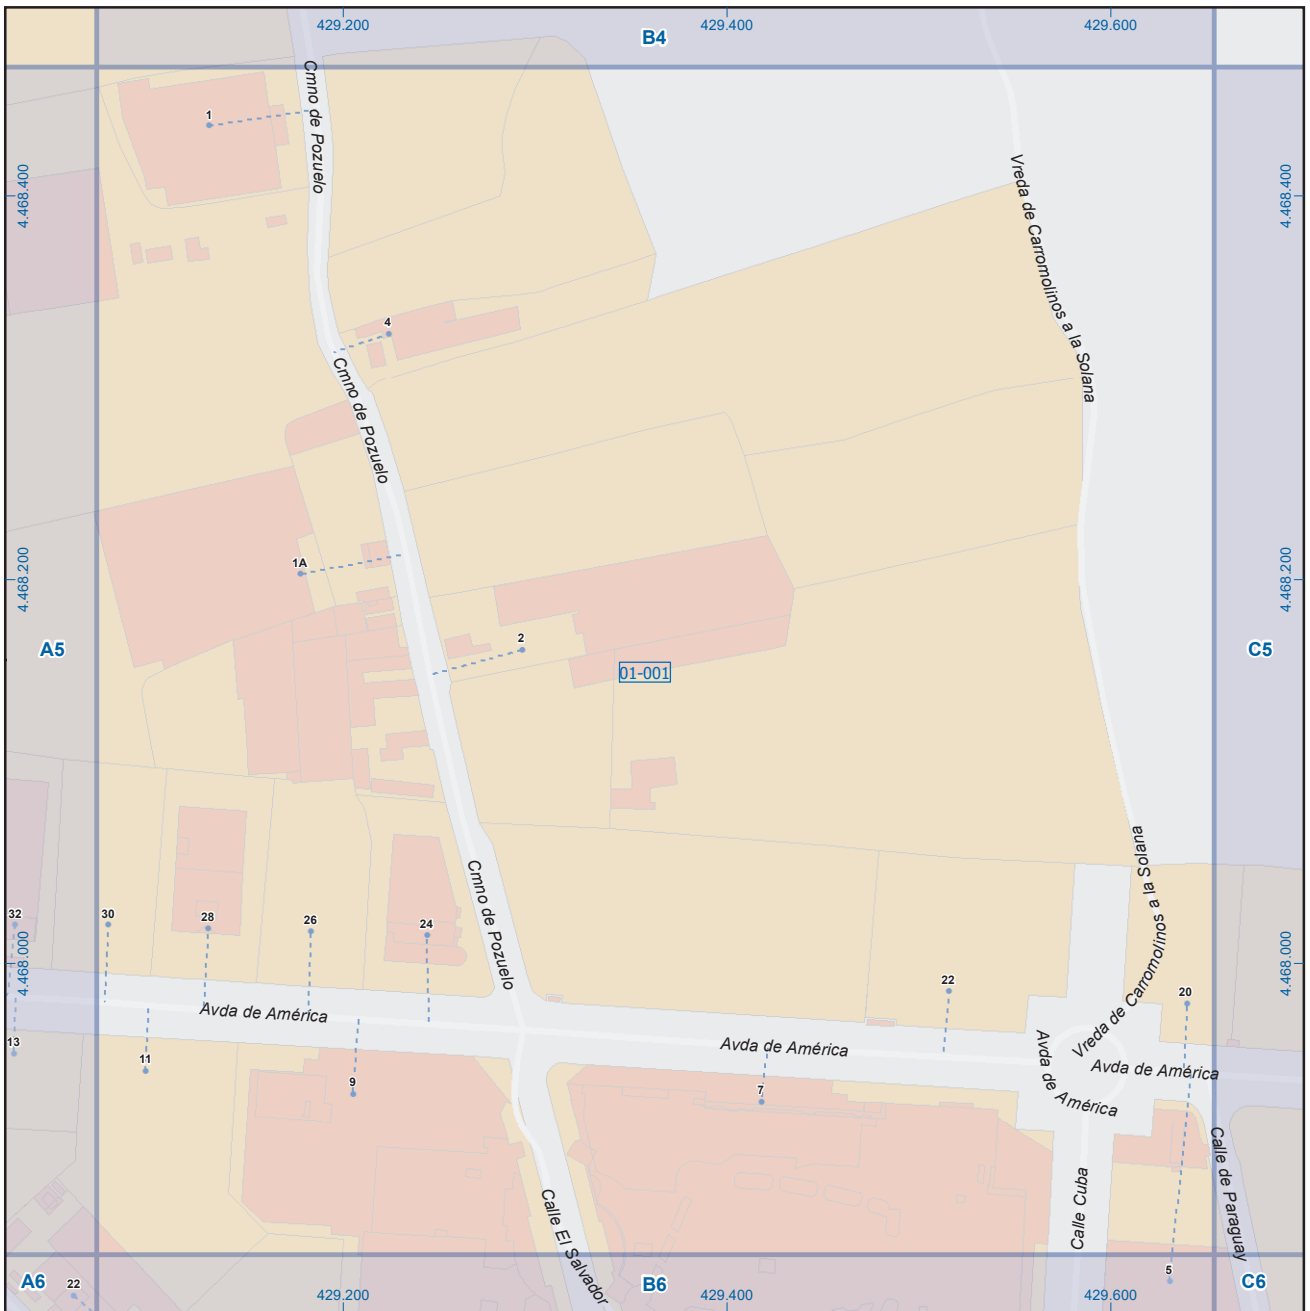 429.200
429.400
429.600
B4
Cmno de Pozuelo
1
4.468.400
4.468.400
Vreda de Carromolinos a la Solana
4
Cmno de Pozuelo
1A
4.468.200
4.468.200
2
A5
01-001
C5
Cmno de Pozuelo
Vreda de Carromolinos a la Solana
32
30
28
26
24
22
20
4.468.000
4.468.000
Avda de América
Avda de América
Avda de América
Avda de América
13
11
9
7
Calle El Salvador
Calle Cuba
Calle de Paraguay
5
A6
22
B6
C6
429.200
429.400
429.600